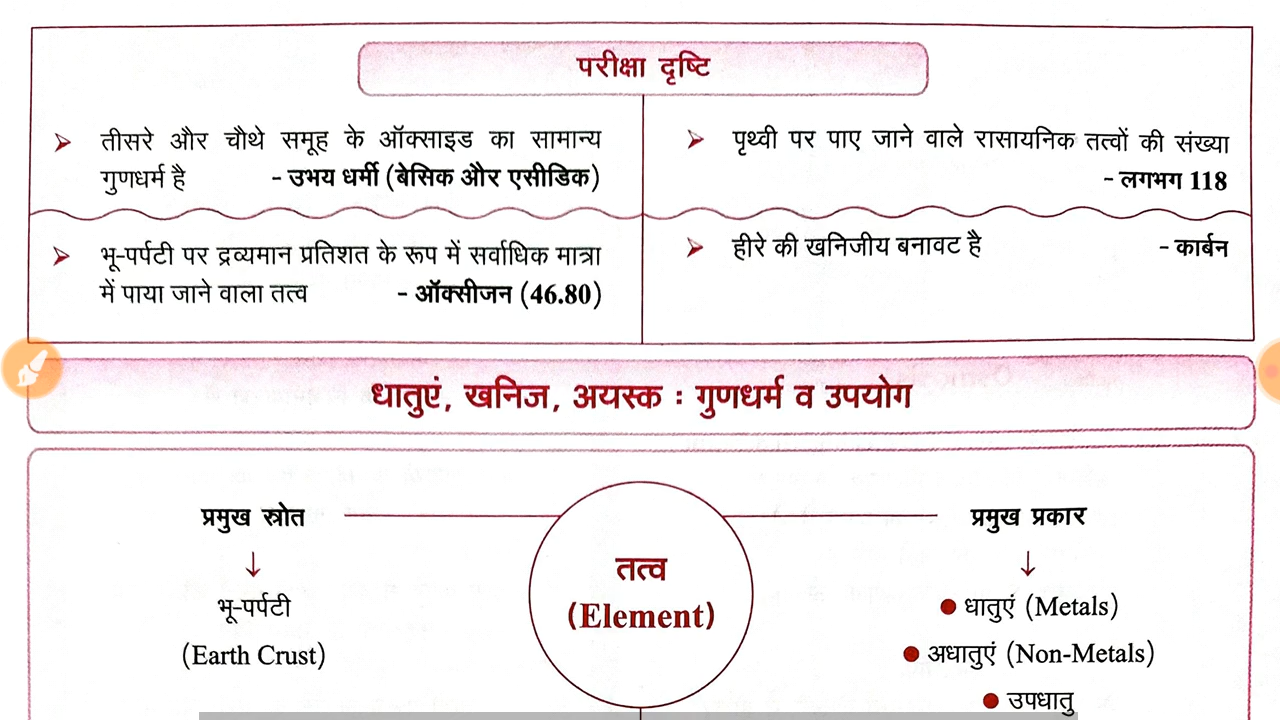 परीक्षा दृष्टि
तीसरे और चौथे समूह के ऑक्साइड का सामान्य
गुणधर्म है - उभय धर्मी (बेसिक और एसीडिक)
भू-पर्पटी पर द्रव्यमान प्रतिशत के रूप में सर्वाधिक मात्रा
में पाया जाने वाला तत्व - ऑक्सीजन (46.80)
पृथ्वी पर पाए जाने वाले रासायनिक तत्वों की संख्या
- लगभग 118
हीरे की खनिजीय बनावट है - कार्बन
धातुएं, खनिज, अयस्क : गुणधर्म व उपयोग
प्रमुख स्रोत
↓
भू-पर्पटी
(Earth Crust)
तत्व
(Element)
प्रमुख प्रकार
↓
● धातुएं (Metals)
● अधातुएं (Non-Metals)
● उपधातु